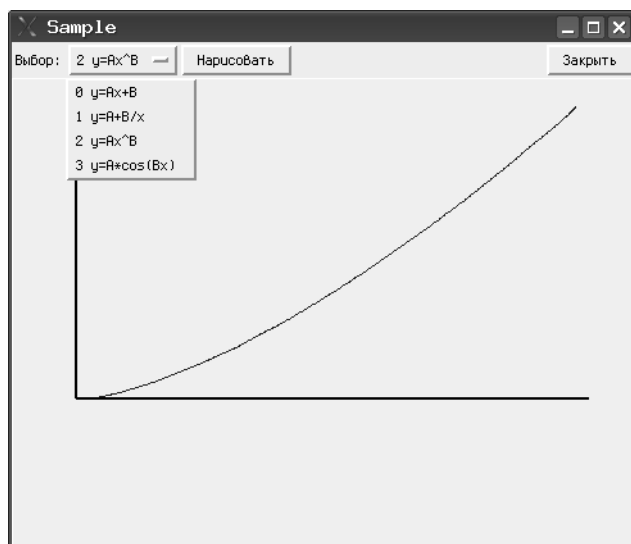 Sample
Выбор: 2 y=Ax^B Нарисовать Закрыть
0 y=Ax+B
1 y=A+B/x
2 y=Ax^B
3 y=A*cos(Bx)